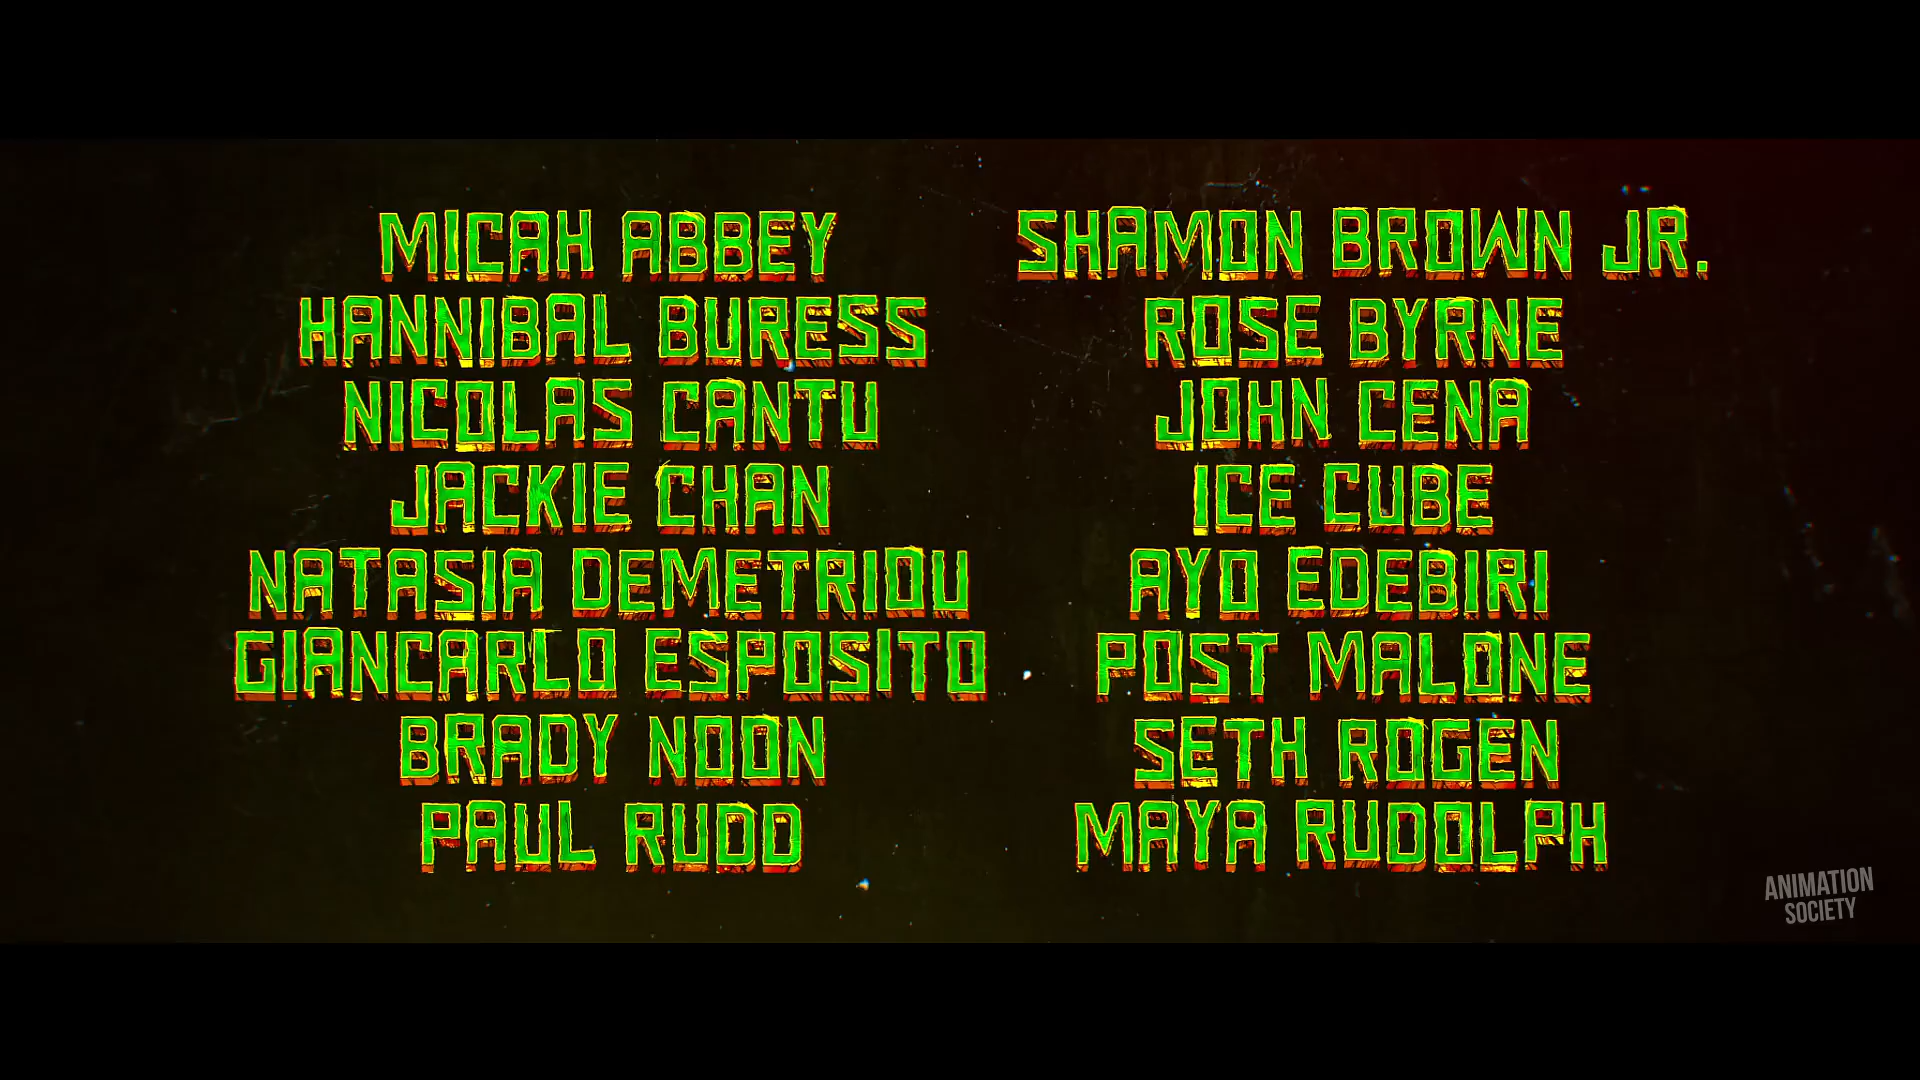 MICAH ABBEY
SHAMON BROWN JR.
HANNIBAL BURESS
ROSE BYRNE
NICOLAS CANTU
JOHN CENA
JACKIE CHAN
ICE CUBE
NATASIA DEMETRIOU
AYO EDEBIRI
GIANCARLO ESPOSITO
POST MALONE
BRADY NOON
SETH ROGEN
PAUL RUDD
MAYA RUDOLPH
ANIMATION
SOCIETY